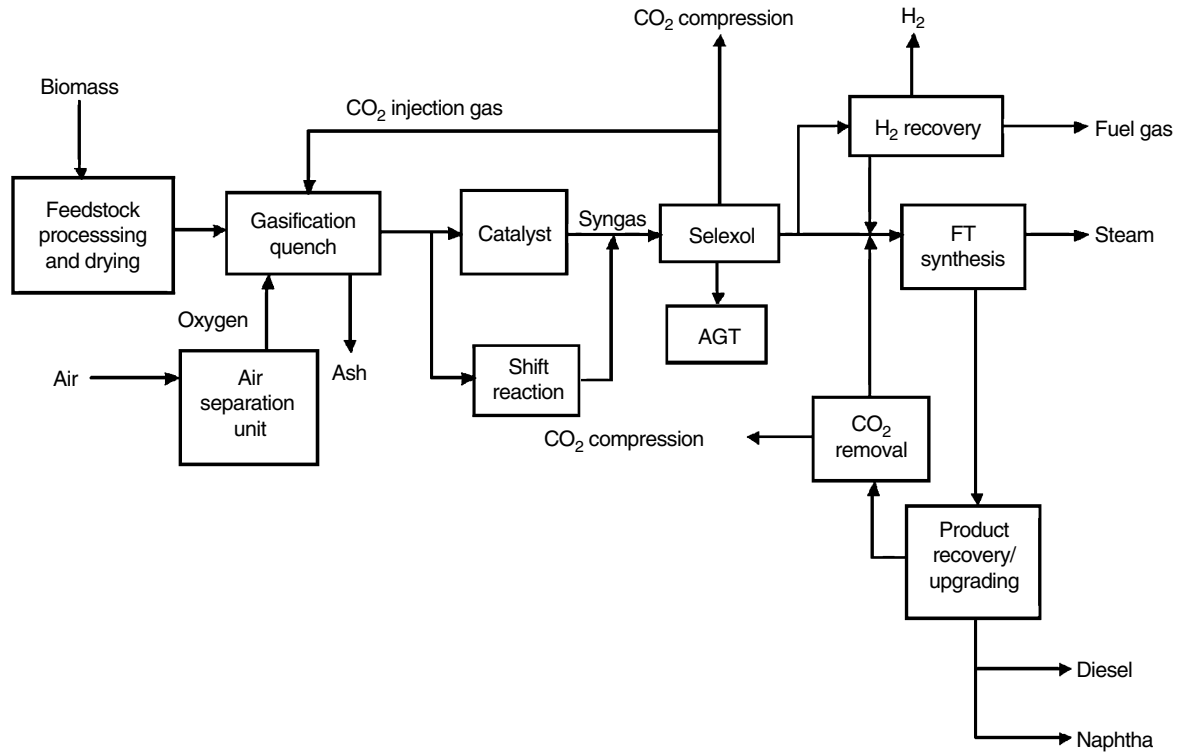 CO₂ compression
H₂
Biomass
CO₂ injection gas
H₂ recovery
Fuel gas
Feedstock
processsing
and drying
Gasification
quench
Catalyst
Syngas
Selexol
FT
synthesis
Steam
Oxygen
AGT
Air
Air
separation
unit
Ash
Shift
reaction
CO₂ compression
CO₂
removal
Product
recovery/
upgrading
Diesel
Naphtha